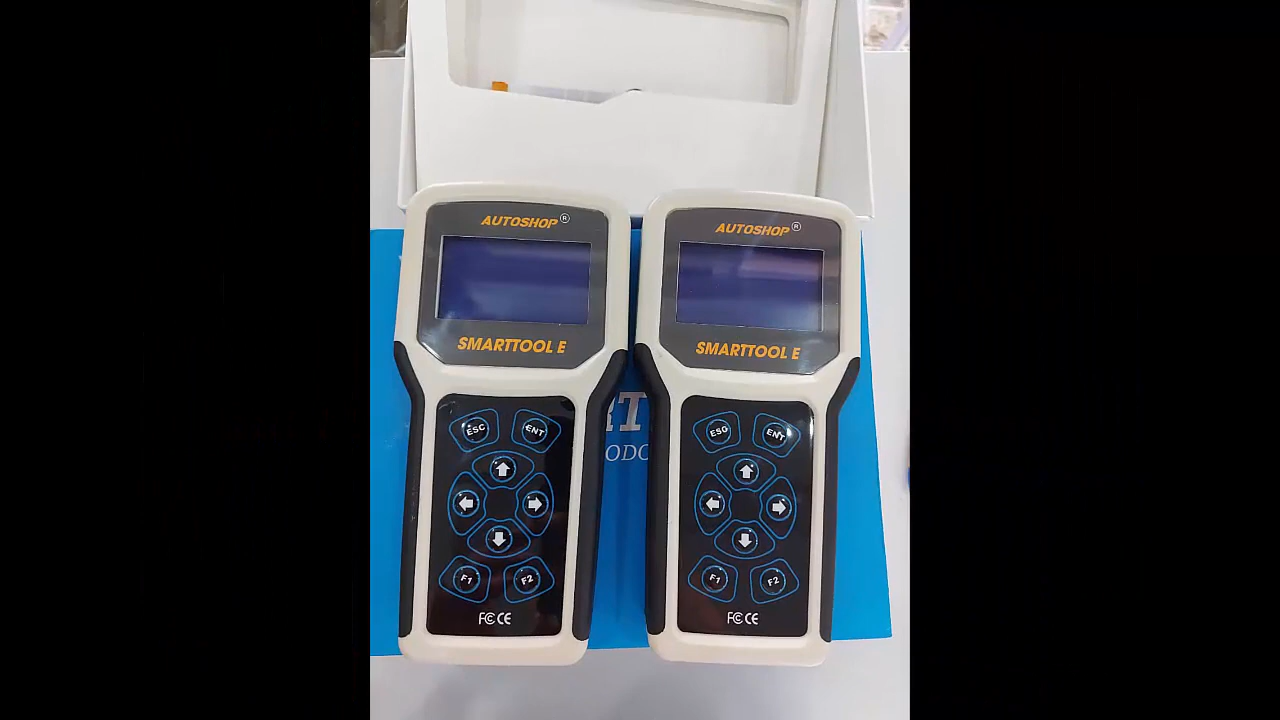 AUTOSHOP®
SMARTTOOL E
ESC
ENT
F1
F2
FC CE
AUTOSHOP®
SMARTTOOL E
ESC
ENT
F1
F2
FC CE